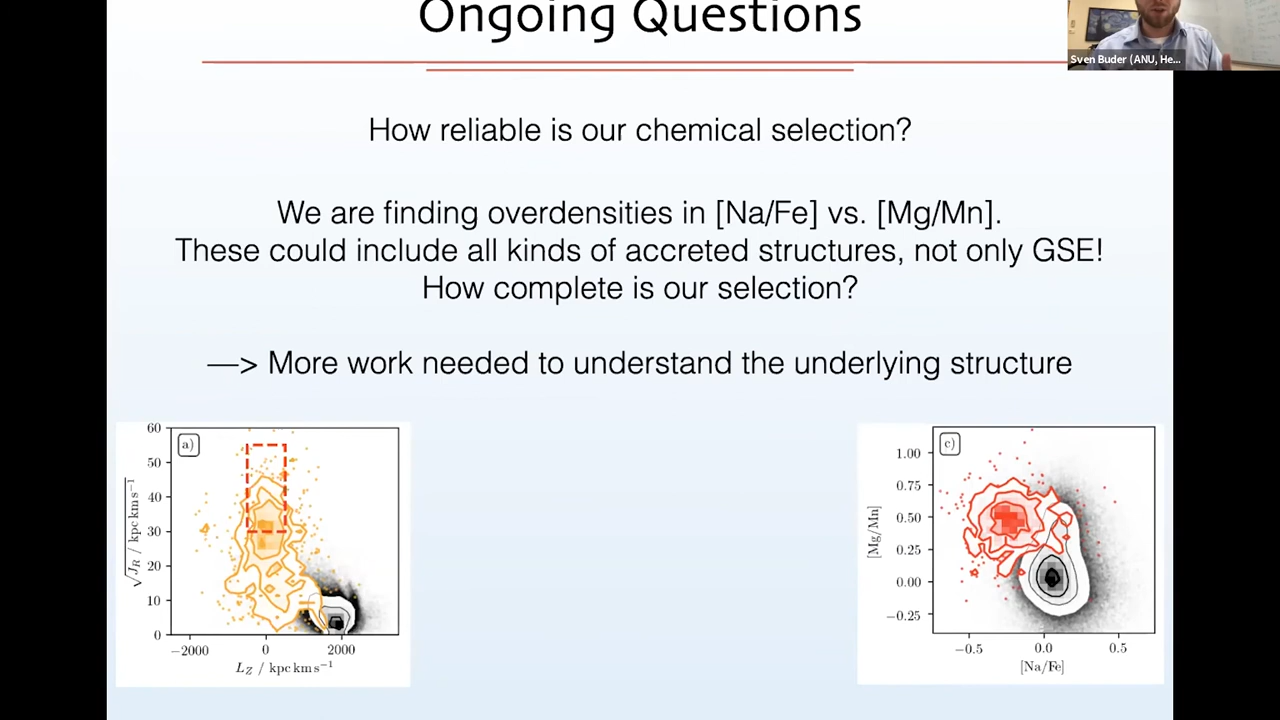 Ongoing Questions
Sven Buder (ANU, He...
How reliable is our chemical selection?
We are finding overdensities in [Na/Fe] vs. [Mg/Mn].
These could include all kinds of accreted structures, not only GSE!
How complete is our selection?
—> More work needed to understand the underlying structure
a)
60
50
40
30
20
10
0
√J_R / kpc km s⁻¹
−2000 0 2000
L_Z / kpc km s⁻¹
c)
1.00
0.75
0.50
0.25
0.00
−0.25
[Mg/Mn]
−0.5 0.0 0.5
[Na/Fe]